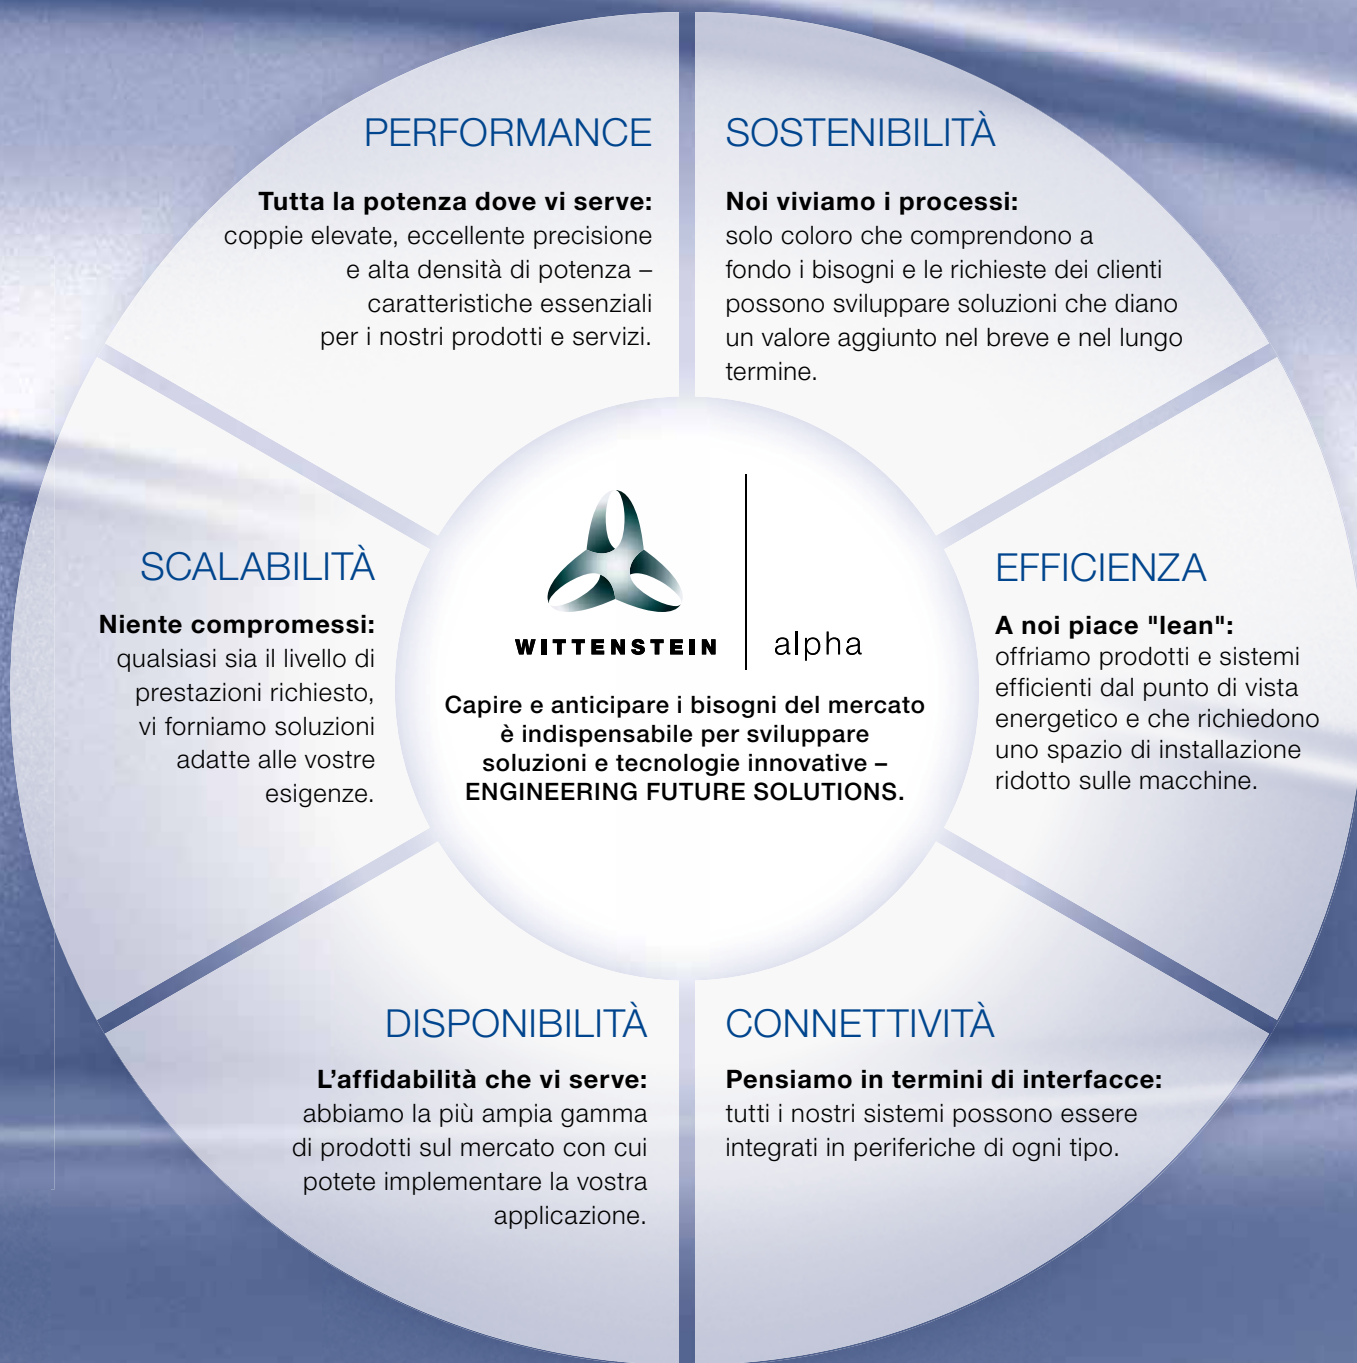 PERFORMANCE
Tutta la potenza dove vi serve:
coppie elevate, eccellente precisione
e alta densità di potenza –
caratteristiche essenziali
per i nostri prodotti e servizi.
SOSTENIBILITÀ
Noi viviamo i processi:
solo coloro che comprendono a
fondo i bisogni e le richieste dei clienti
possono sviluppare soluzioni che diano
un valore aggiunto nel breve e nel lungo
termine.
SCALABILITÀ
Niente compromessi:
qualsiasi sia il livello di
prestazioni richiesto,
vi forniamo soluzioni
adatte alle vostre
esigenze.
WITTENSTEIN
alpha
Capire e anticipare i bisogni del mercato
è indispensabile per sviluppare
soluzioni e tecnologie innovative –
ENGINEERING FUTURE SOLUTIONS.
EFFICIENZA
A noi piace "lean":
offriamo prodotti e sistemi
efficienti dal punto di vista
energetico e che richiedono
uno spazio di installazione
ridotto sulle macchine.
DISPONIBILITÀ
L’affidabilità che vi serve:
abbiamo la più ampia gamma
di prodotti sul mercato con cui
potete implementare la vostra
applicazione.
CONNETTIVITÀ
Pensiamo in termini di interfacce:
tutti i nostri sistemi possono essere
integrati in periferiche di ogni tipo.